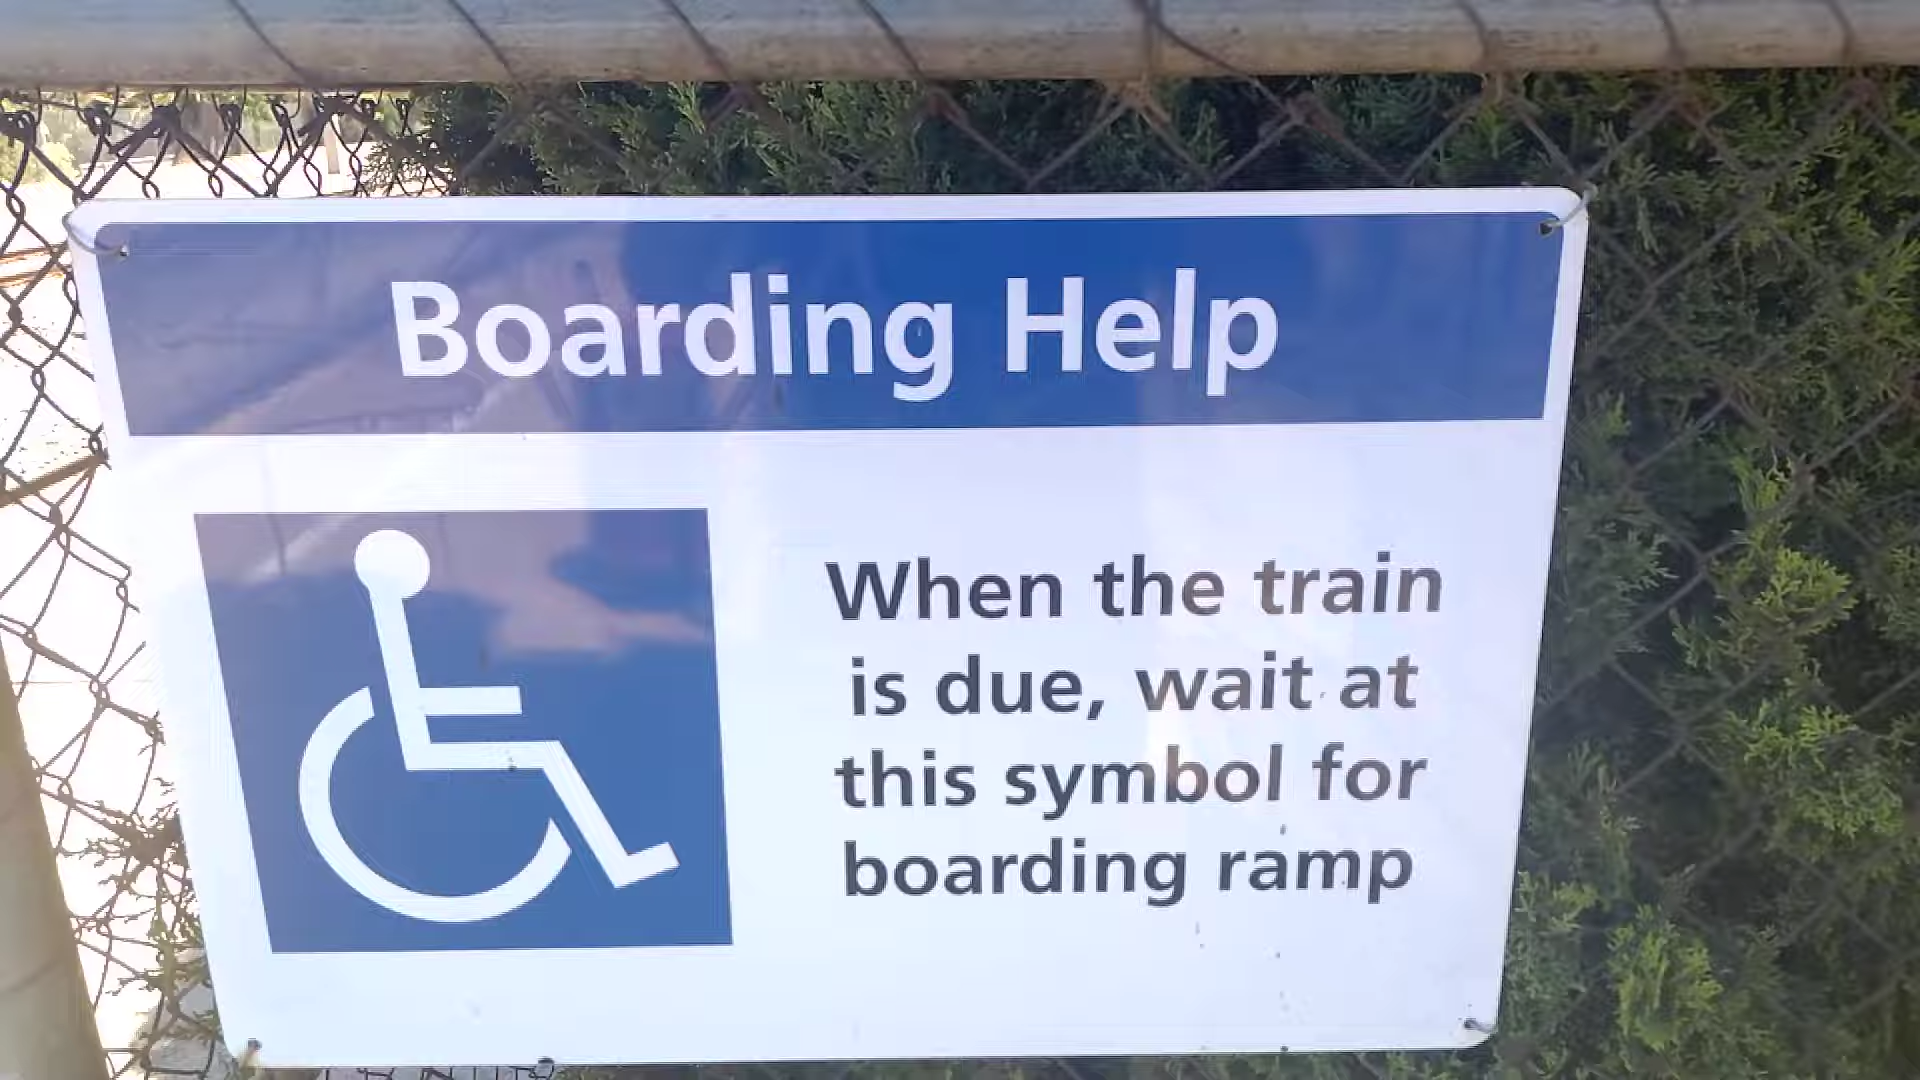 Boarding Help
When the train
is due, wait at
this symbol for
boarding ramp